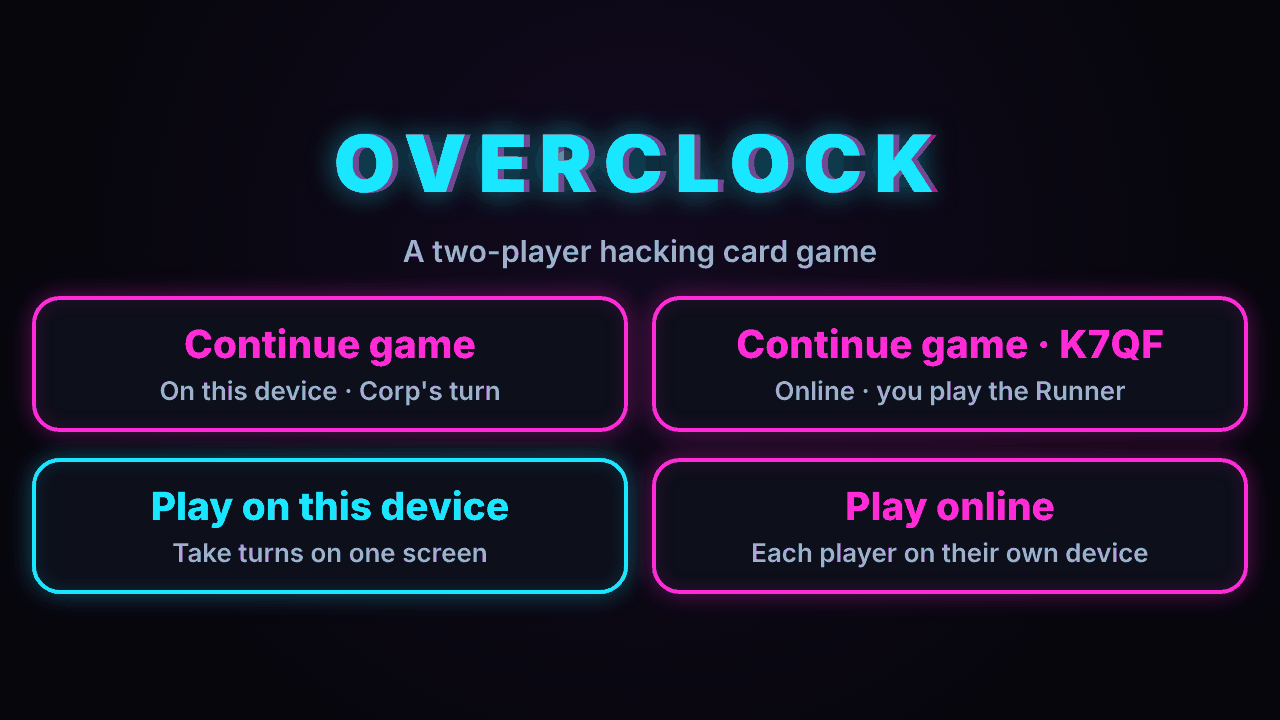 OVERCLOCK
A two-player hacking card game
Continue game
On this device · Corp's turn
Continue game · K7QF
Online · you play the Runner
Play on this device
Take turns on one screen
Play online
Each player on their own device